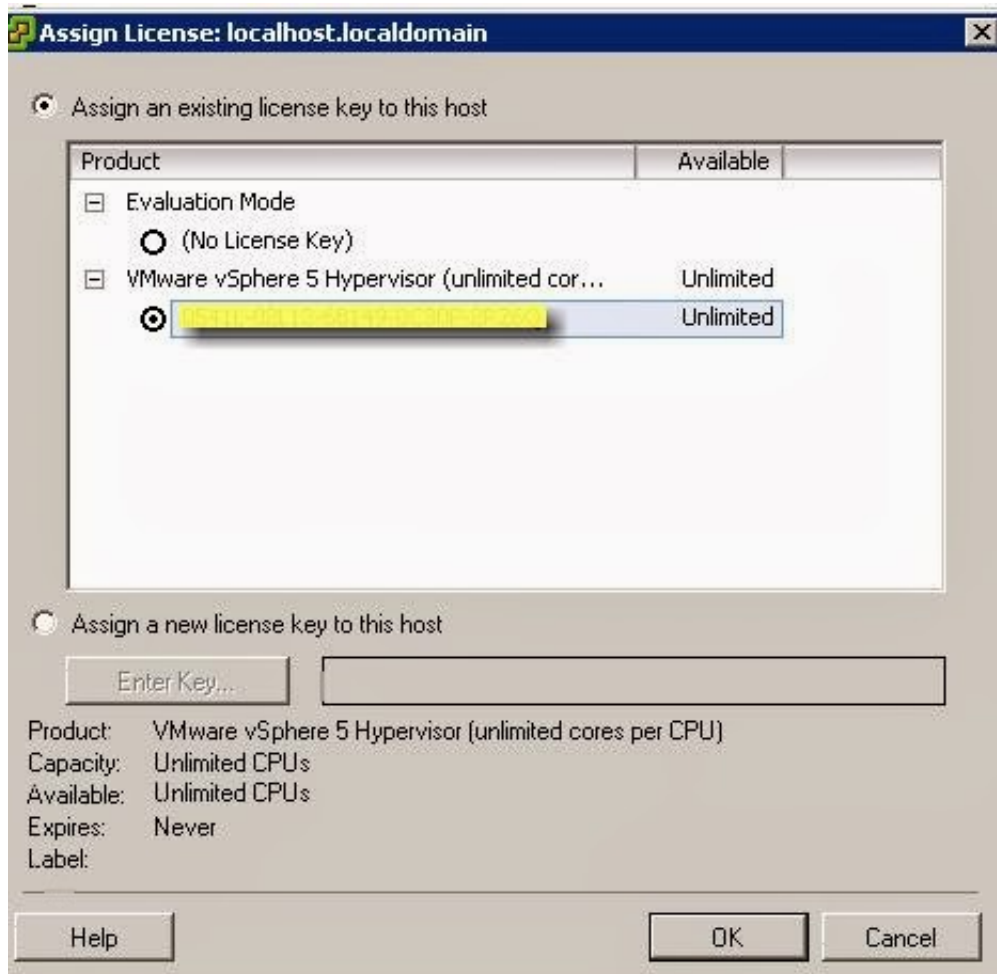 Assign License: localhost.localdomain
Assign an existing license key to this host
Product Available
Evaluation Mode
(No License Key)
VMware vSphere 5 Hypervisor (unlimited cor... Unlimited
Unlimited
Assign a new license key to this host
Enter Key...
Product: VMware vSphere 5 Hypervisor (unlimited cores per CPU)
Capacity: Unlimited CPUs
Available: Unlimited CPUs
Expires: Never
Label:
Help OK Cancel